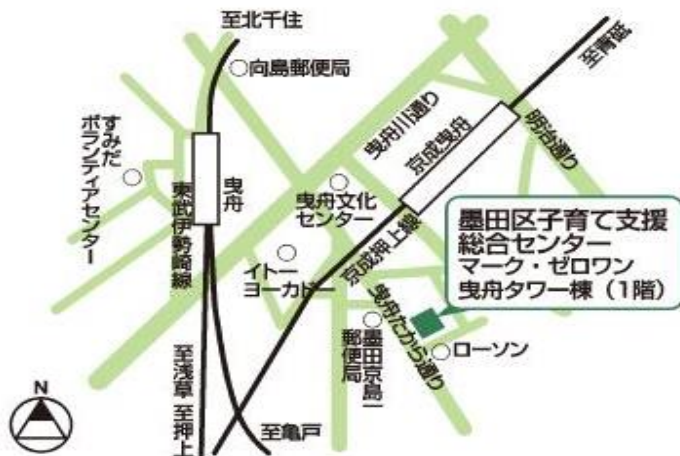 至北千住
向島郵便局
すみだ
ボランティアセンター
曳舟
東武伊勢崎線
曳舟川通り
京成曳舟
至青砥
明治通り
曳舟文化
センター
京成押上線
イトー
ヨーカドー
墨田区子育て支援
総合センター
マーク・ゼロワン
曳舟タワー棟（1階）
曳舟たから通り
墨田京島一
郵便局
ローソン
至浅草
至押上
至亀戸
N